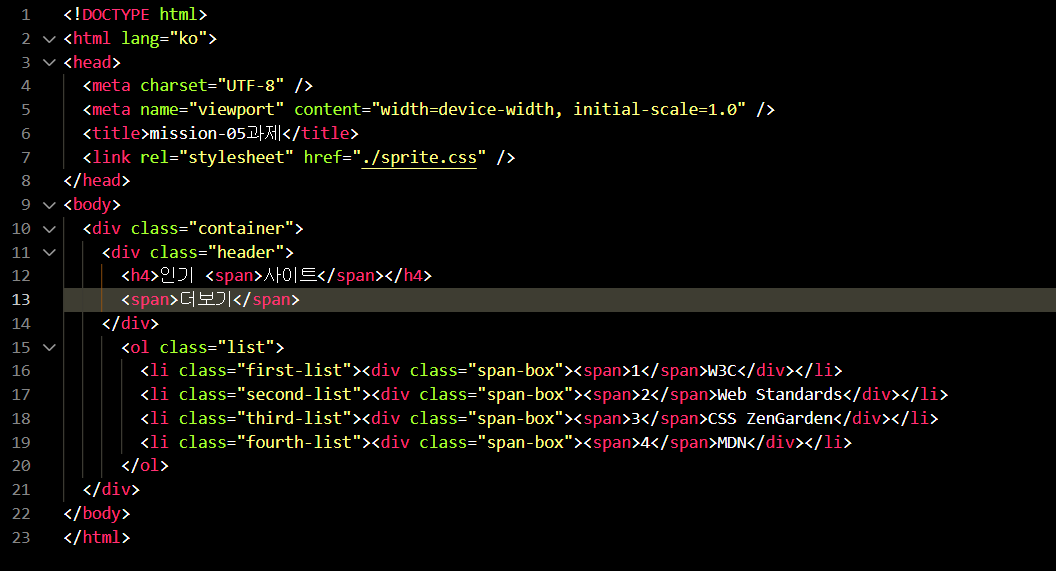 1 <!DOCTYPE html>
2 <html lang="ko">
3 <head>
4 <meta charset="UTF-8" />
5 <meta name="viewport" content="width=device-width, initial-scale=1.0" />
6 <title>mission-05과제</title>
7 <link rel="stylesheet" href="./sprite.css" />
8 </head>
9 <body>
10 <div class="container">
11 <div class="header">
12 <h4>인기 <span>사이트</span></h4>
13 <span>더보기</span>
14 </div>
15 <ol class="list">
16 <li class="first-list"><div class="span-box"><span>1</span>W3C</div></li>
17 <li class="second-list"><div class="span-box"><span>2</span>Web Standards</div></li>
18 <li class="third-list"><div class="span-box"><span>3</span>CSS ZenGarden</div></li>
19 <li class="fourth-list"><div class="span-box"><span>4</span>MDN</div></li>
20 </ol>
21 </div>
22 </body>
23 </html>